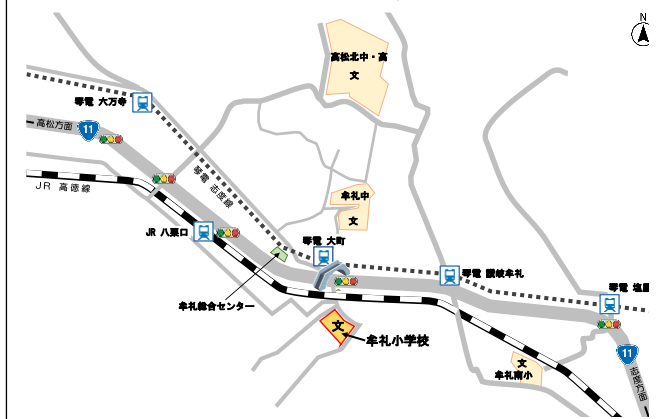 N
高松北中・高
文
琴電 六万寺
高松方面
11
琴電 志度線
JR 高徳線
牟礼中
文
JR 八栗口
琴電 大町
琴電 讃岐牟礼
牟礼総合センター
琴電 塩屋
文
牟礼小学校
文
牟礼南小
11
志度方面